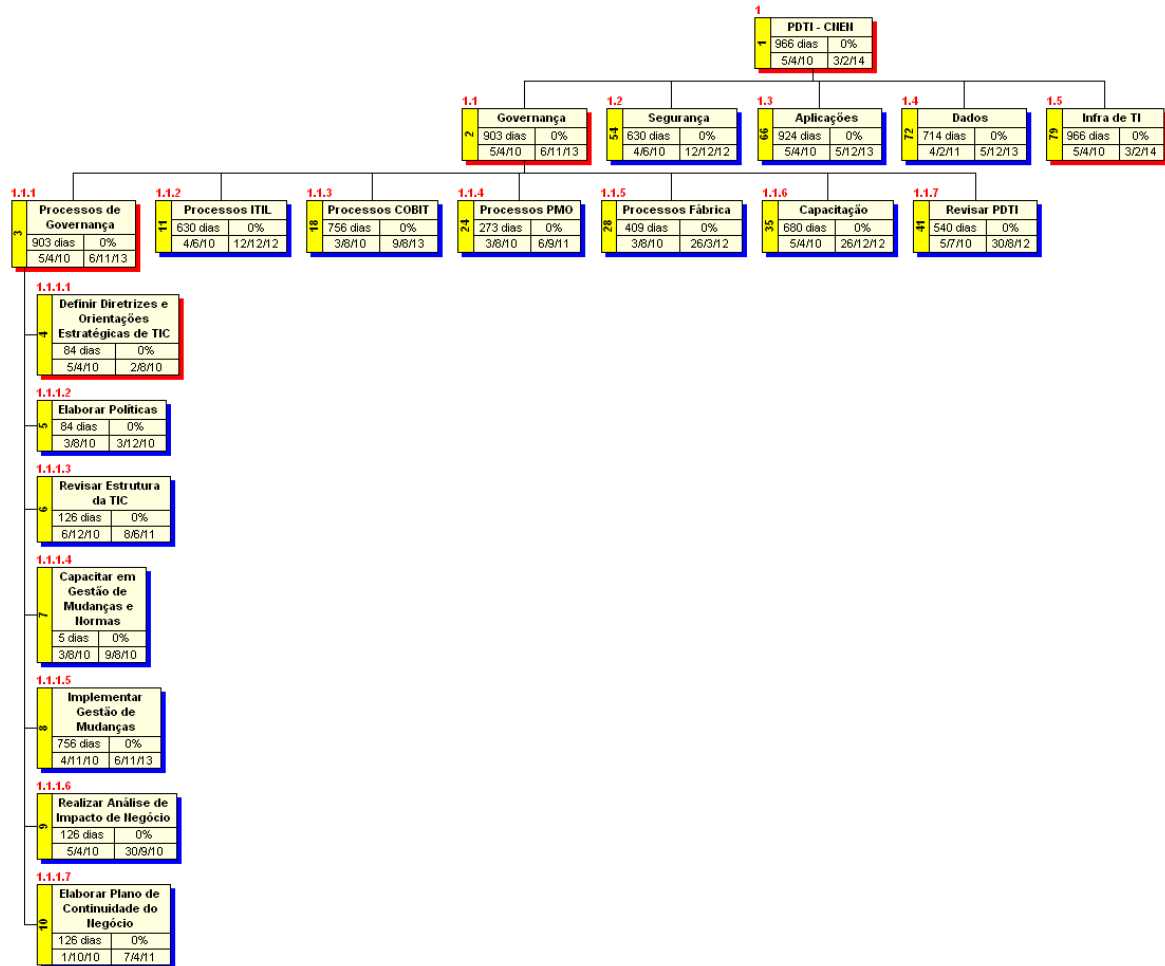 1
PDTI - CNEN
1
966 dias 0%
5/4/10 3/2/14
1.1
Governança
2
903 dias 0%
5/4/10 6/11/13
1.2
Segurança
54
630 dias 0%
4/6/10 12/12/12
1.3
Aplicações
66
924 dias 0%
5/4/10 5/12/13
1.4
Dados
72
714 dias 0%
4/2/11 5/12/13
1.5
Infra de TI
79
966 dias 0%
5/4/10 3/2/14
1.1.1
Processos de
Governança
3
903 dias 0%
5/4/10 6/11/13
1.1.2
Processos ITIL
11
630 dias 0%
4/6/10 12/12/12
1.1.3
Processos COBIT
18
756 dias 0%
3/8/10 9/8/13
1.1.4
Processos PMO
24
273 dias 0%
3/8/10 6/9/11
1.1.5
Processos Fábrica
28
409 dias 0%
3/8/10 26/3/12
1.1.6
Capacitação
35
680 dias 0%
5/4/10 26/12/12
1.1.7
Revisar PDTI
41
540 dias 0%
5/7/10 30/8/12
1.1.1.1
Definir Diretrizes e
Orientações
Estratégicas de TIC
4
84 dias 0%
5/4/10 2/8/10
1.1.1.2
Elaborar Políticas
5
84 dias 0%
3/8/10 3/12/10
1.1.1.3
Revisar Estrutura
da TIC
6
126 dias 0%
6/12/10 8/6/11
1.1.1.4
Capacitar em
Gestão de
Mudanças e
Normas
7
5 dias 0%
3/8/10 9/8/10
1.1.1.5
Implementar
Gestão de
Mudanças
8
756 dias 0%
4/11/10 6/11/13
1.1.1.6
Realizar Análise de
Impacto de Negócio
9
126 dias 0%
5/4/10 30/9/10
1.1.1.7
Elaborar Plano de
Continuidade do
Negócio
10
126 dias 0%
1/10/10 7/4/11